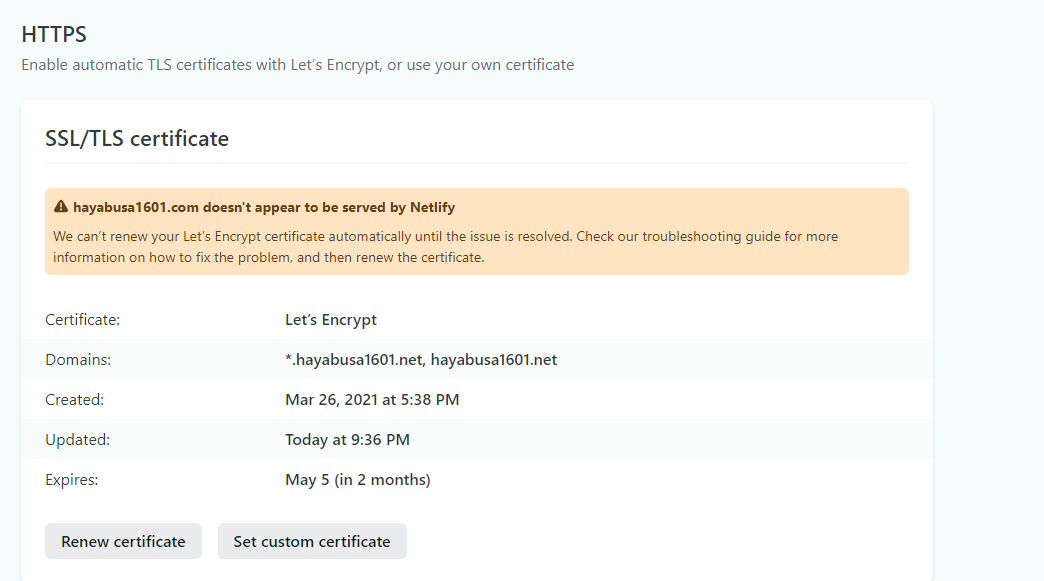 HTTPS
Enable automatic TLS certificates with Let’s Encrypt, or use your own certificate
SSL/TLS certificate
hayabusa1601.com doesn't appear to be served by Netlify
We can’t renew your Let’s Encrypt certificate automatically until the issue is resolved. Check our troubleshooting guide for more
information on how to fix the problem, and then renew the certificate.
Certificate: Let’s Encrypt
Domains: *.hayabusa1601.net, hayabusa1601.net
Created: Mar 26, 2021 at 5:38 PM
Updated: Today at 9:36 PM
Expires: May 5 (in 2 months)
Renew certificate Set custom certificate